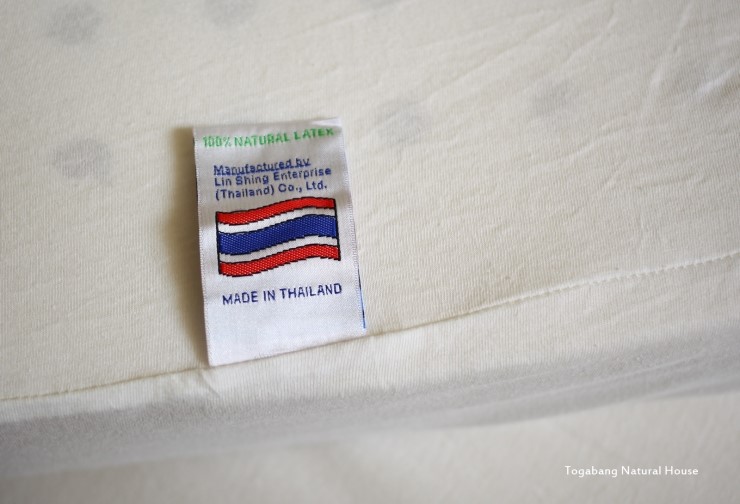 100% NATURAL LATEX
Manufactured by
Lin Shing Enterprise
(Thailand) Co., Ltd.
MADE IN THAILAND
Togabang Natural House